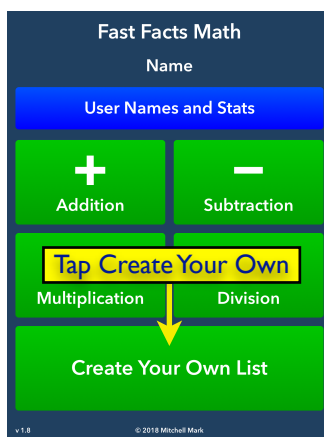 Fast Facts Math
Name
User Names and Stats
+ −
Addition Subtraction
Tap Create Your Own
Multiplication Division
Create Your Own List
v 1.8 © 2018 Mitchell Mark